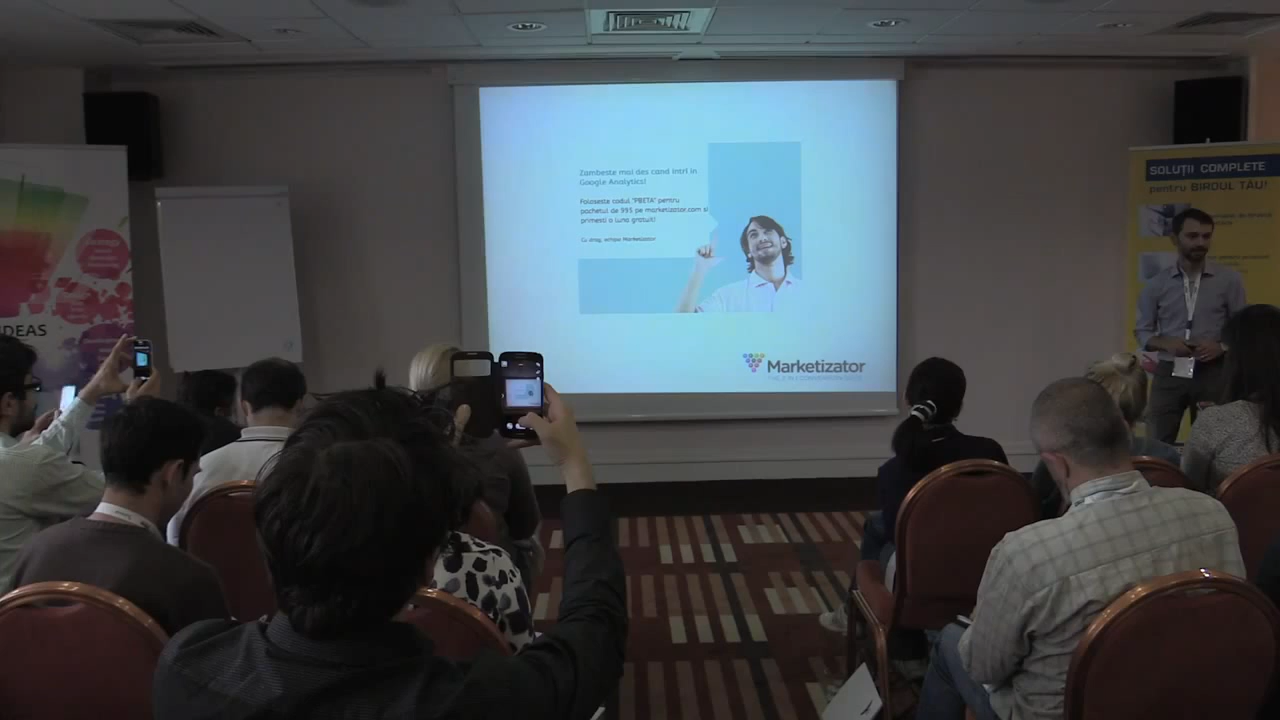 Zambeste mai des cand intri in
Google Analytics!
Foloseste codul "PBETA" pentru
pachetul de 99$ pe marketizator.com si
primesti o luna gratuit!
Cu drag, echipa Marketizator
Marketizator
IDEAS
SOLUȚII COMPLETE
pentru BIROUL TĂU!